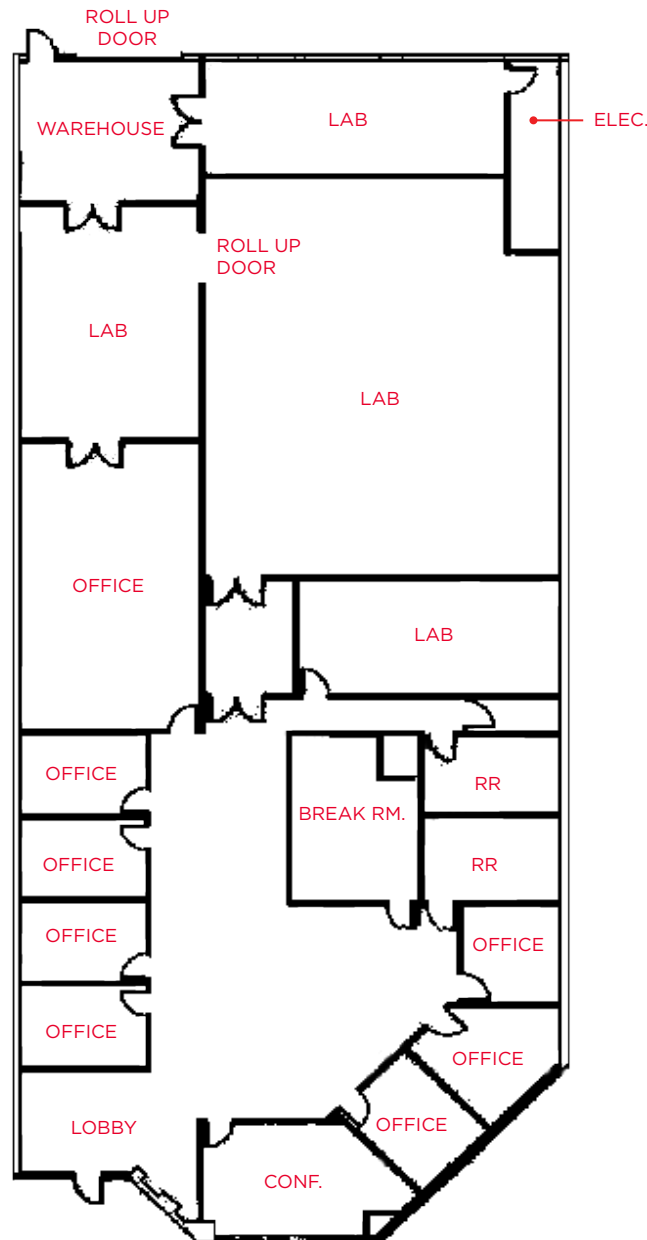 ROLL UP
DOOR
WAREHOUSE
LAB
ELEC.
ROLL UP
DOOR
LAB
LAB
OFFICE
LAB
OFFICE
RR
BREAK RM.
OFFICE
RR
OFFICE
OFFICE
OFFICE
OFFICE
LOBBY
OFFICE
CONF.